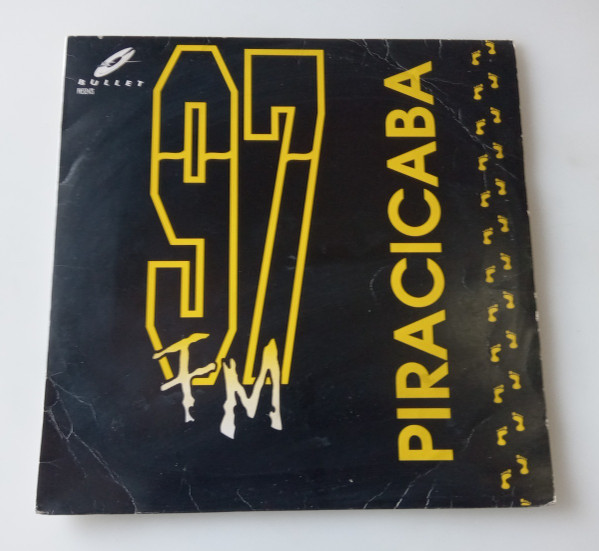 BULLET
PRESENTS
97
FM
PIRACICABA